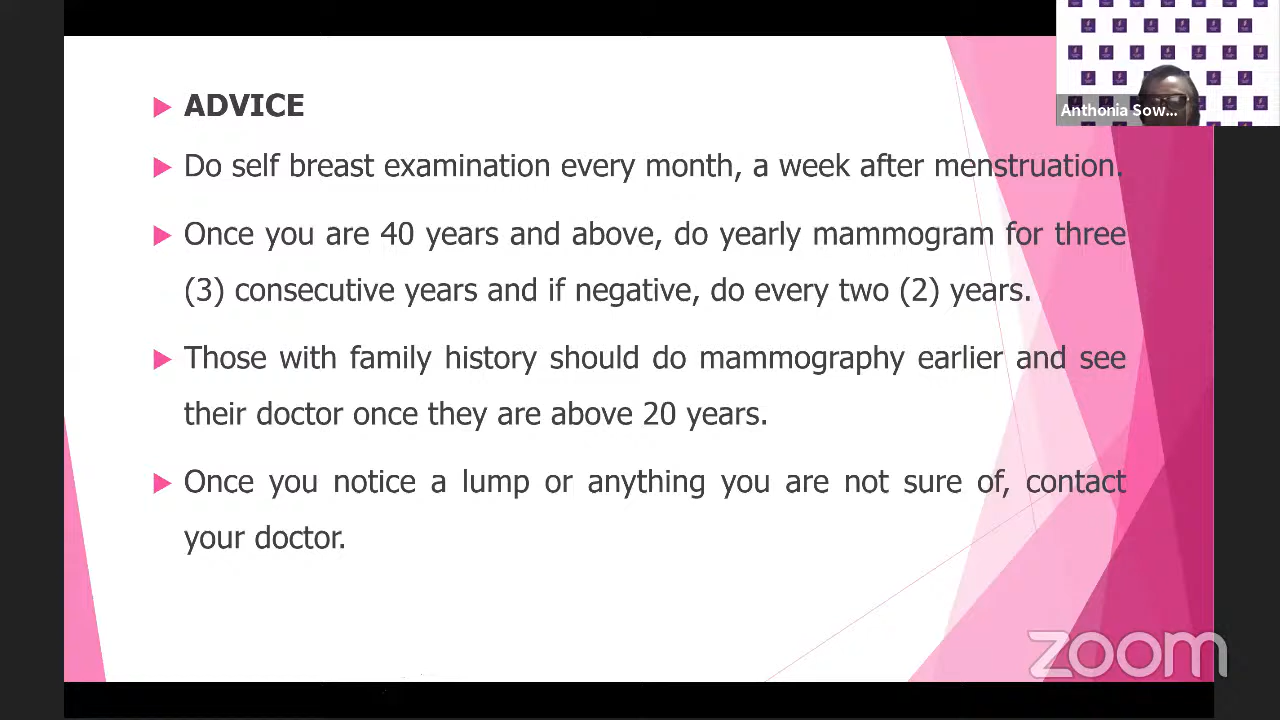 ADVICE
Do self breast examination every month, a week after menstruation.
Once you are 40 years and above, do yearly mammogram for three
(3) consecutive years and if negative, do every two (2) years.
Those with family history should do mammography earlier and see
their doctor once they are above 20 years.
Once you notice a lump or anything you are not sure of, contact
your doctor.
Anthonia Sow...
zoom